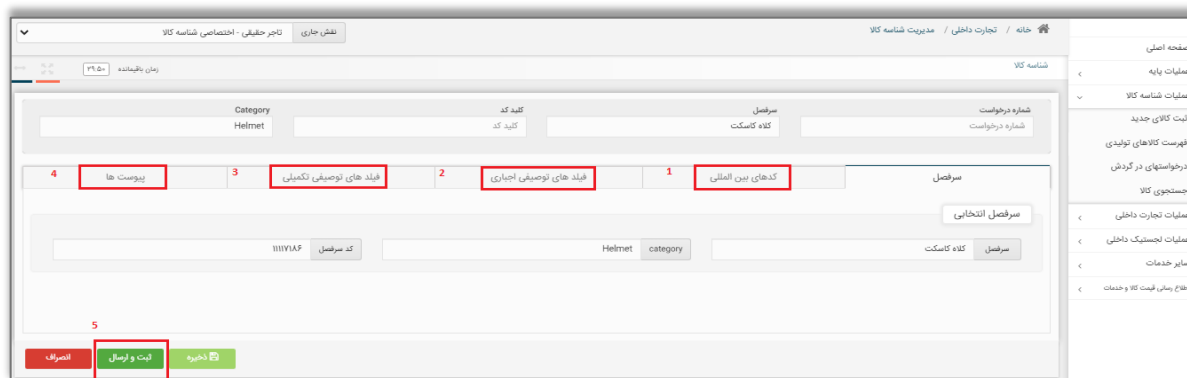 خانه / تجارت داخلی / مدیریت شناسه کالا
نقش جاری
تاجر حقیقی - اختصاصی شناسه کالا
شناسه کالا
زمان باقیمانده ۲۹:۵۰
صفحه اصلی
عملیات پایه
عملیات شناسه کالا
ثبت کالای جدید
فهرست کالاهای تولیدی
درخواستهای در گردش
جستجوی کالا
عملیات تجارت داخلی
عملیات لجستیک داخلی
سایر خدمات
اطلاع رسانی قیمت کالا و خدمات
شماره درخواست
شماره درخواست
سرفصل
کلاه کاسکت
کلید کد
کلید کد
Category
Helmet
سرفصل
1 کدهای بین المللی
2 فیلد های توصیفی اجباری
3 فیلد های توصیفی تکمیلی
4 پیوست ها
سرفصل انتخابی
سرفصل کلاه کاسکت
category Helmet
کد سرفصل ۱۱۱۱۷۱۸۶
5
ذخیره
ثبت و ارسال
انصراف